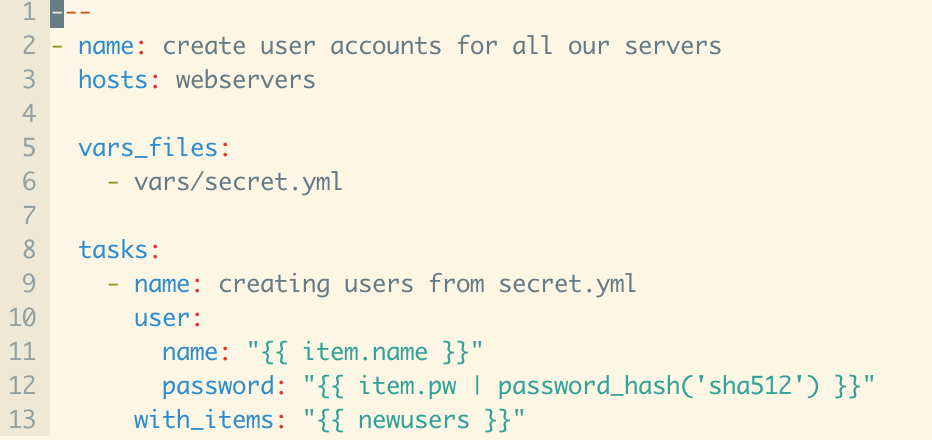 1 ---
2 - name: create user accounts for all our servers
3   hosts: webservers
4
5   vars_files:
6     - vars/secret.yml
7
8   tasks:
9     - name: creating users from secret.yml
10       user:
11         name: "{{ item.name }}"
12         password: "{{ item.pw | password_hash('sha512') }}"
13       with_items: "{{ newusers }}"